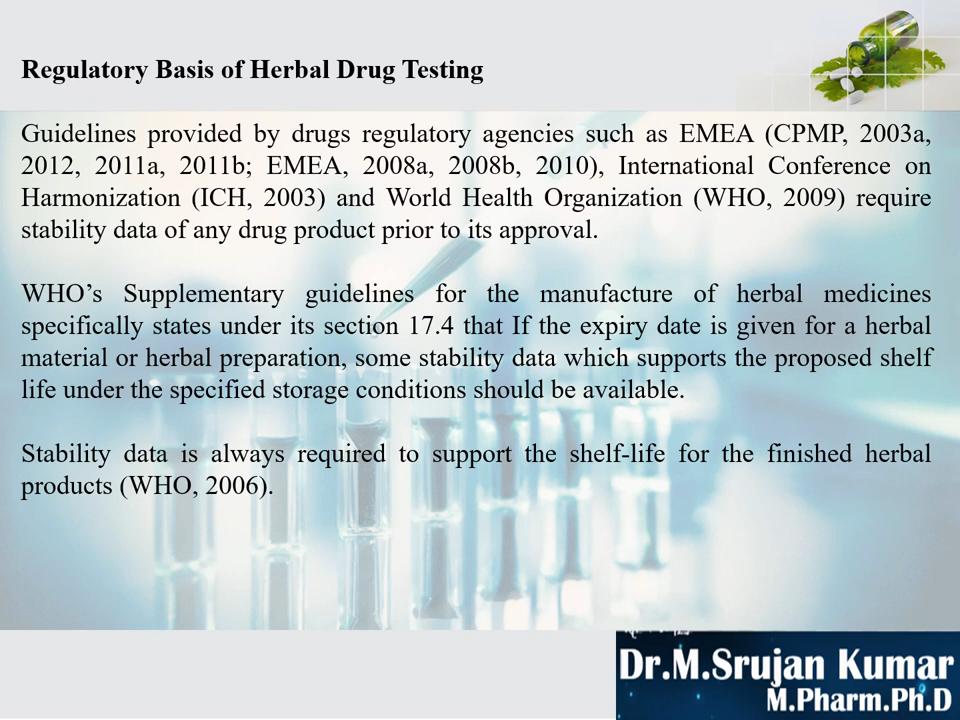 Regulatory Basis of Herbal Drug Testing
Guidelines provided by drugs regulatory agencies such as EMEA (CPMP, 2003a,
2012, 2011a, 2011b; EMEA, 2008a, 2008b, 2010), International Conference on
Harmonization (ICH, 2003) and World Health Organization (WHO, 2009) require
stability data of any drug product prior to its approval.
WHO’s Supplementary guidelines for the manufacture of herbal medicines
specifically states under its section 17.4 that If the expiry date is given for a herbal
material or herbal preparation, some stability data which supports the proposed shelf
life under the specified storage conditions should be available.
Stability data is always required to support the shelf-life for the finished herbal
products (WHO, 2006).
Dr.M.Srujan Kumar
M.Pharm.Ph.D